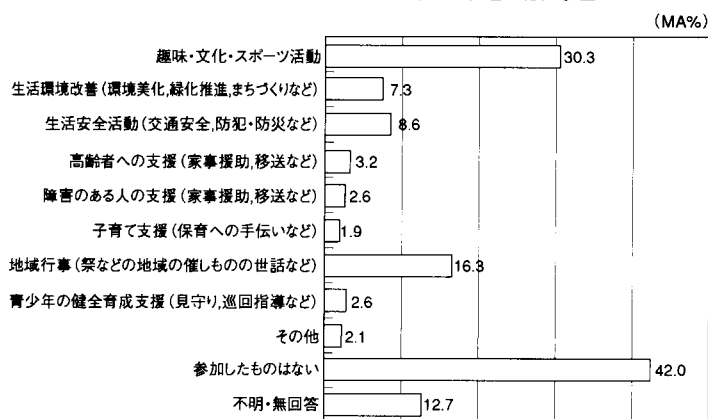 (MA%)
趣味・文化・スポーツ活動 30.3
生活環境改善(環境美化,緑化推進,まちづくりなど) 7.3
生活安全活動(交通安全,防犯・防災など) 8.6
高齢者への支援(家事援助,移送など) 3.2
障害のある人の支援(家事援助,移送など) 2.6
子育て支援(保育への手伝いなど) 1.9
地域行事(祭などの地域の催しものの世話など) 16.3
青少年の健全育成支援(見守り,巡回指導など) 2.6
その他 2.1
参加したものはない 42.0
不明・無回答 12.7